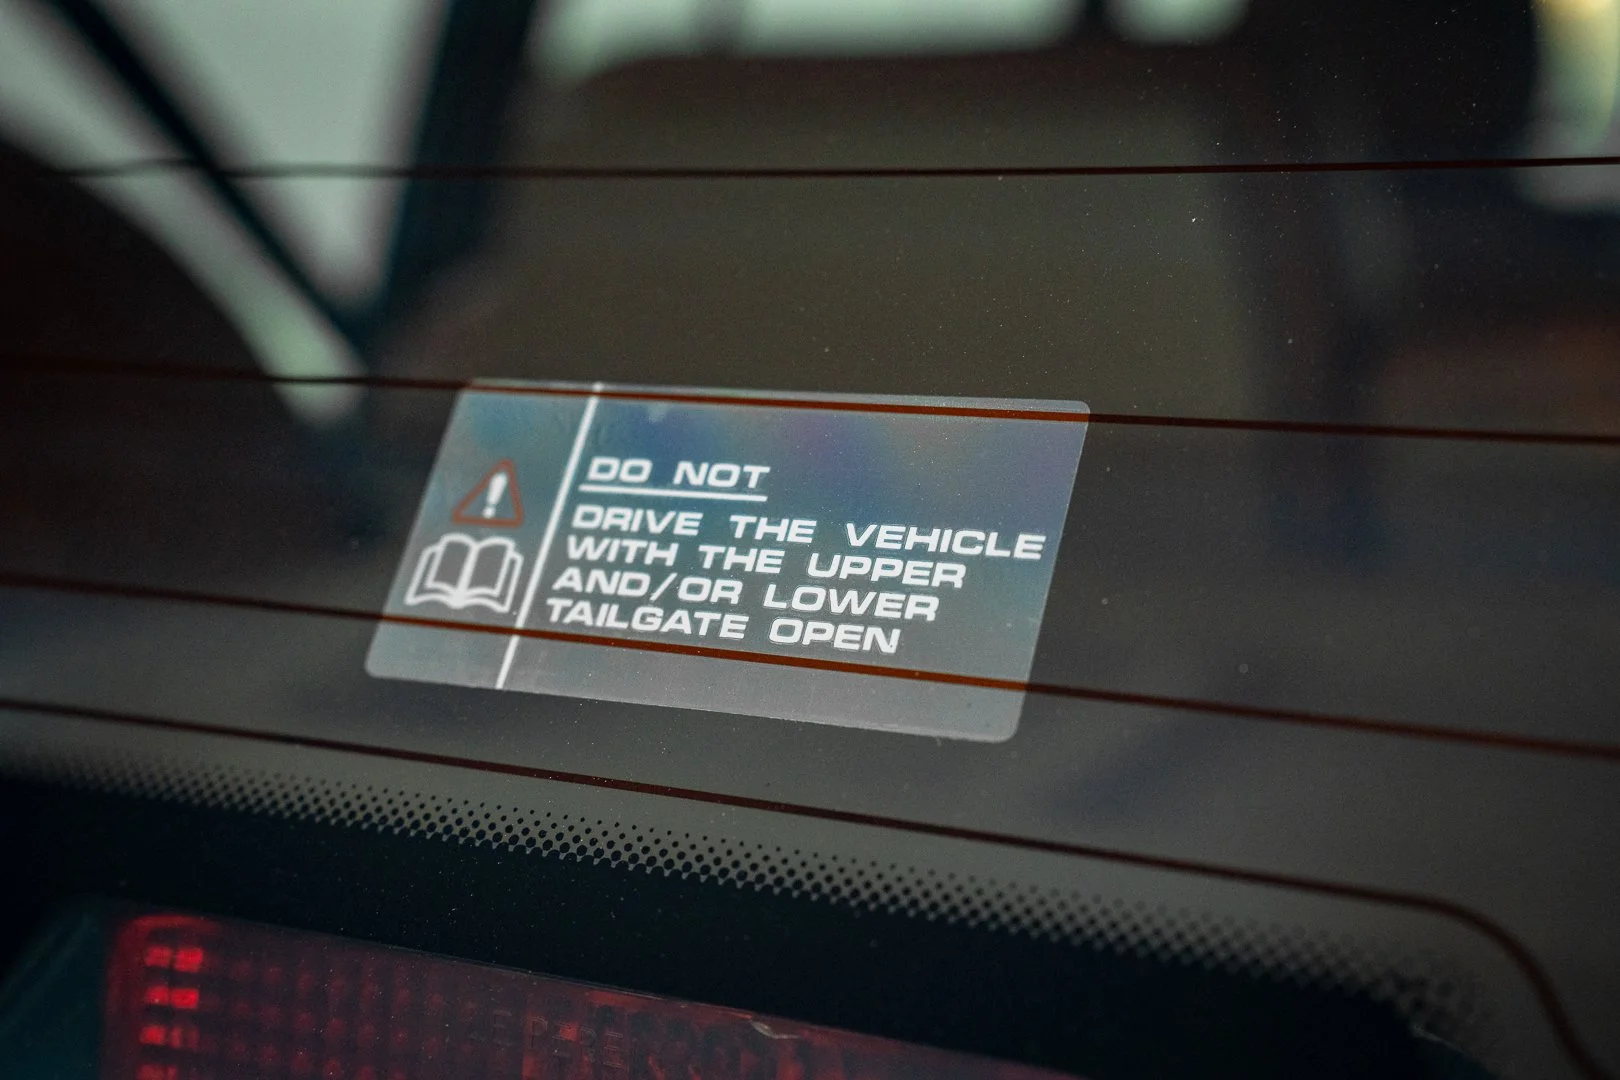 DO NOT
DRIVE THE VEHICLE
WITH THE UPPER
AND/OR LOWER
TAILGATE OPEN